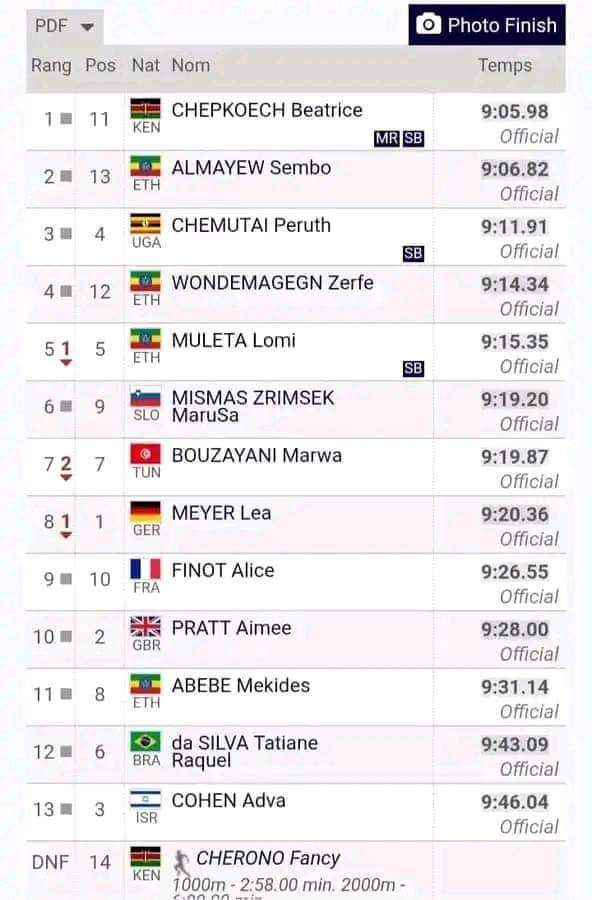 PDF
Photo Finish
Rang Pos Nat Nom Temps
1 11 KEN CHEPKOECH Beatrice 9:05.98
MR SB Official
2 13 ETH ALMAYEW Sembo 9:06.82
Official
3 4 UGA CHEMUTAI Peruth 9:11.91
SB Official
4 12 ETH WONDEMAGEGN Zerfe 9:14.34
Official
5 1 5 ETH MULETA Lomi 9:15.35
SB Official
6 9 SLO MISMAS ZRIMSEK 9:19.20
MaruSa Official
7 2 7 TUN BOUZAYANI Marwa 9:19.87
Official
8 1 1 GER MEYER Lea 9:20.36
Official
9 10 FRA FINOT Alice 9:26.55
Official
10 2 GBR PRATT Aimee 9:28.00
Official
11 8 ETH ABEBE Mekides 9:31.14
Official
12 6 BRA da SILVA Tatiane 9:43.09
Raquel Official
13 3 ISR COHEN Adva 9:46.04
Official
DNF 14 KEN CHERONO Fancy
1000m - 2:58.00 min. 2000m -